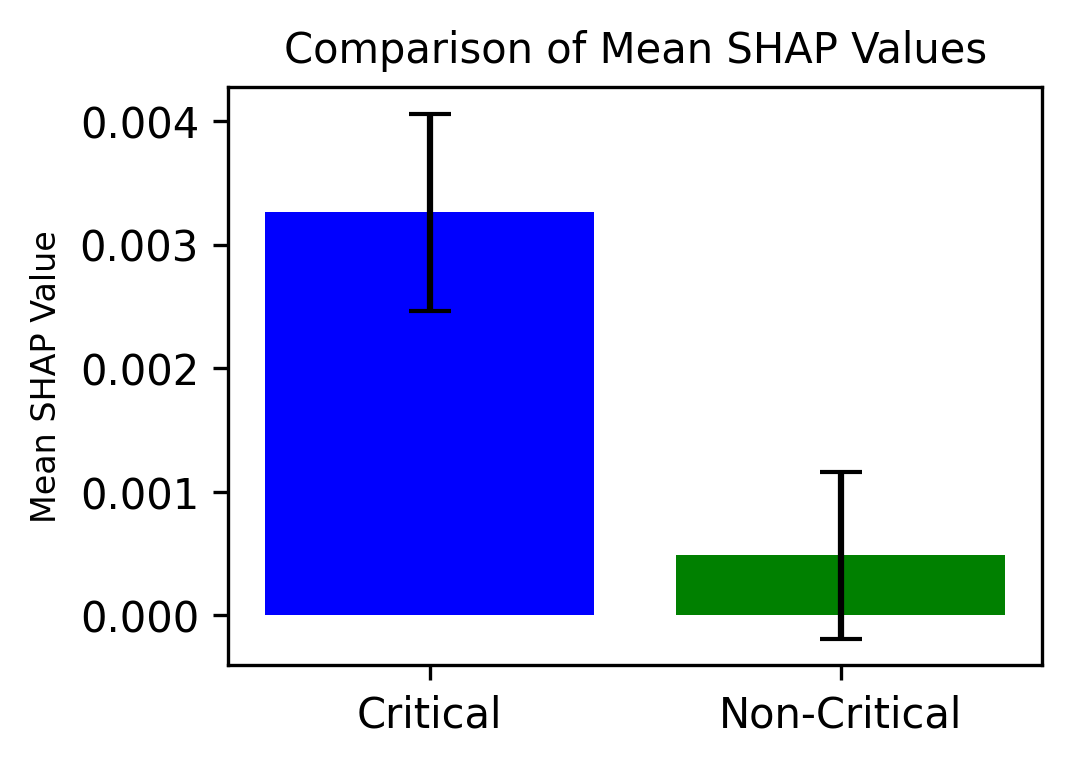 Comparison of Mean SHAP Values
Mean SHAP Value
0.004
0.003
0.002
0.001
0.000
Critical
Non-Critical